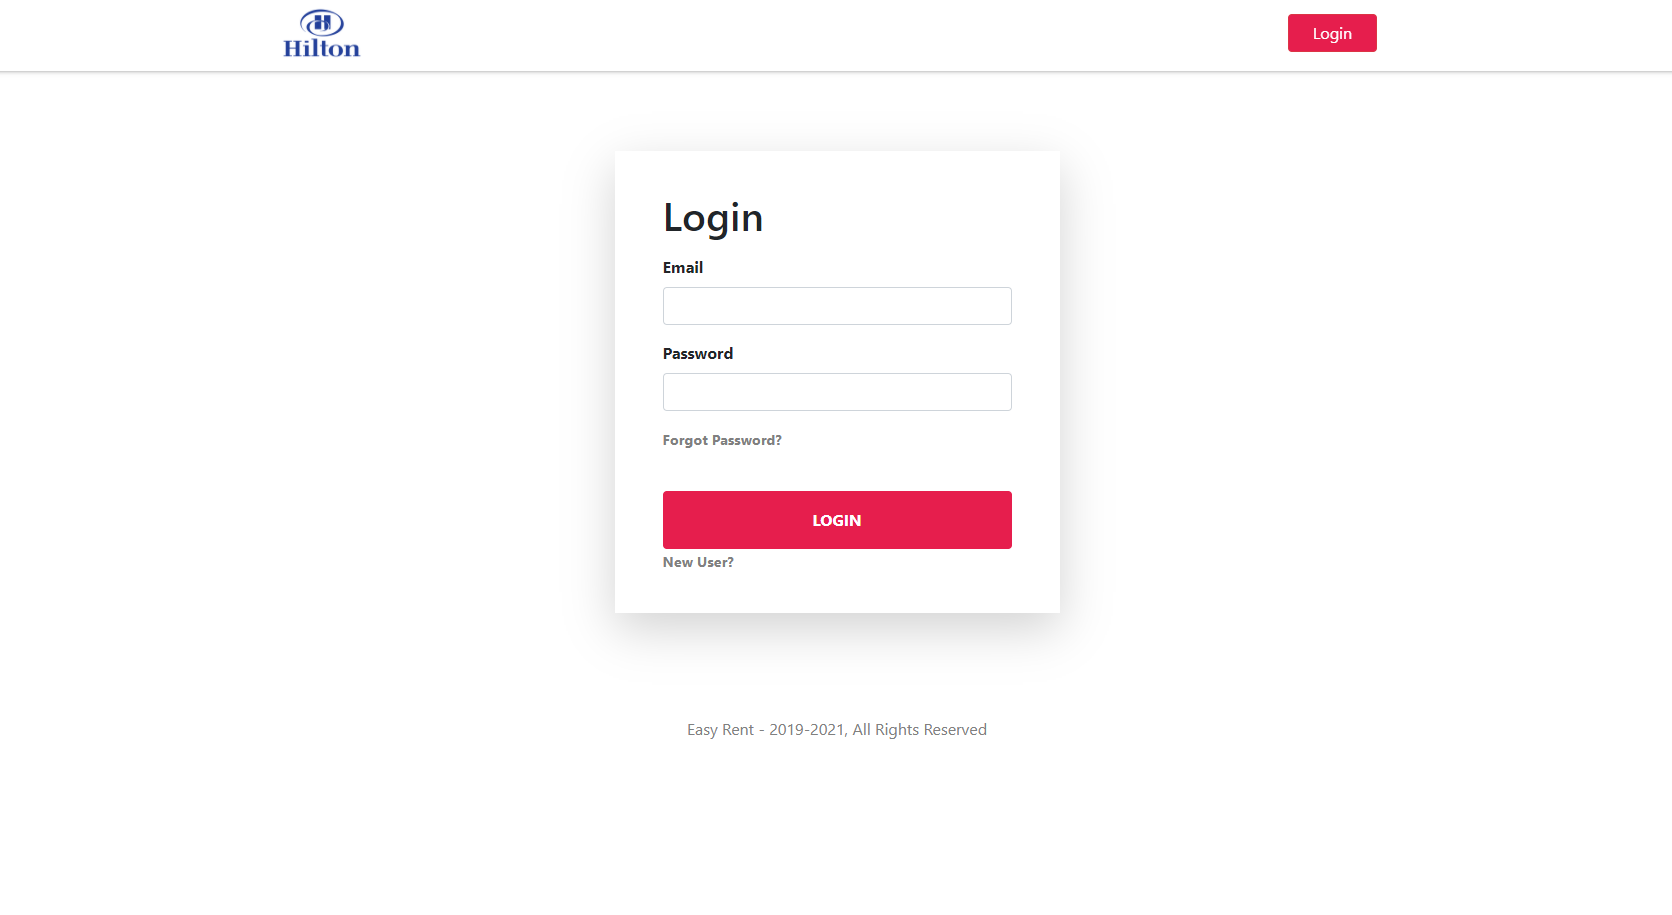 Hilton
Login
Login
Email
Password
Forgot Password?
LOGIN
New User?
Easy Rent - 2019-2021, All Rights Reserved